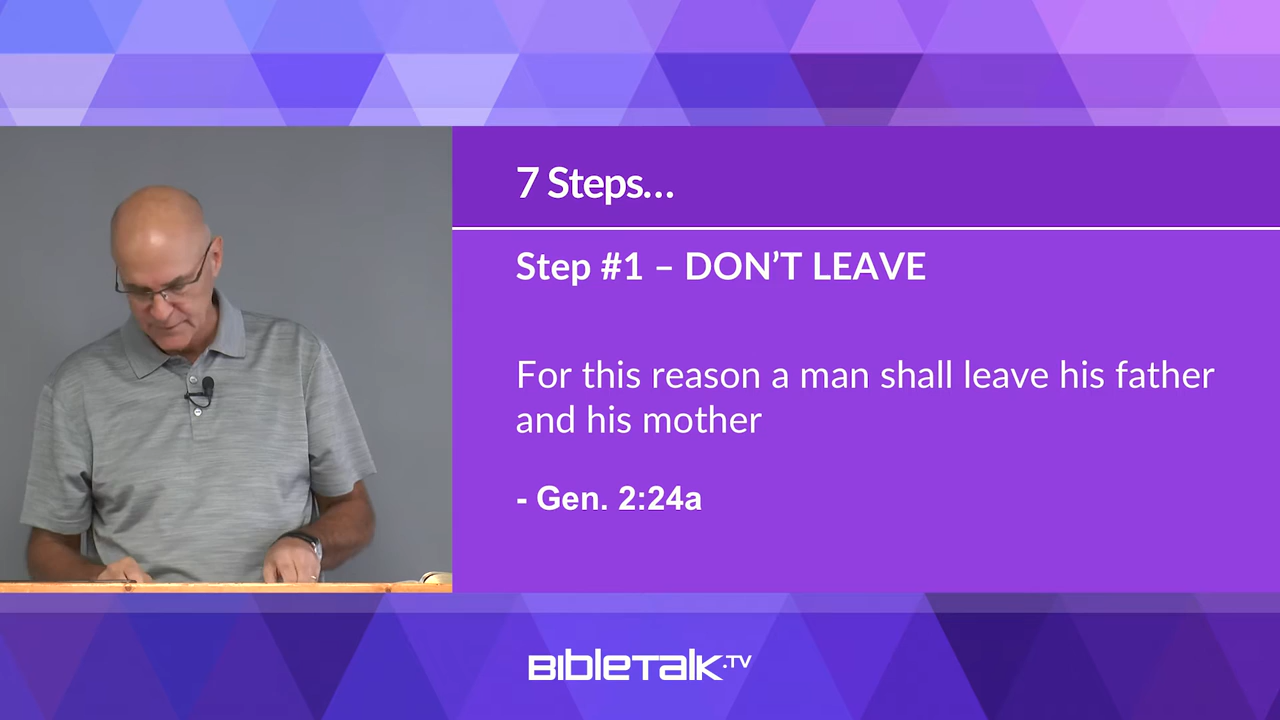 7 Steps...
Step #1 – DON’T LEAVE
For this reason a man shall leave his father
and his mother
- Gen. 2:24a
BiBleTalk.TV